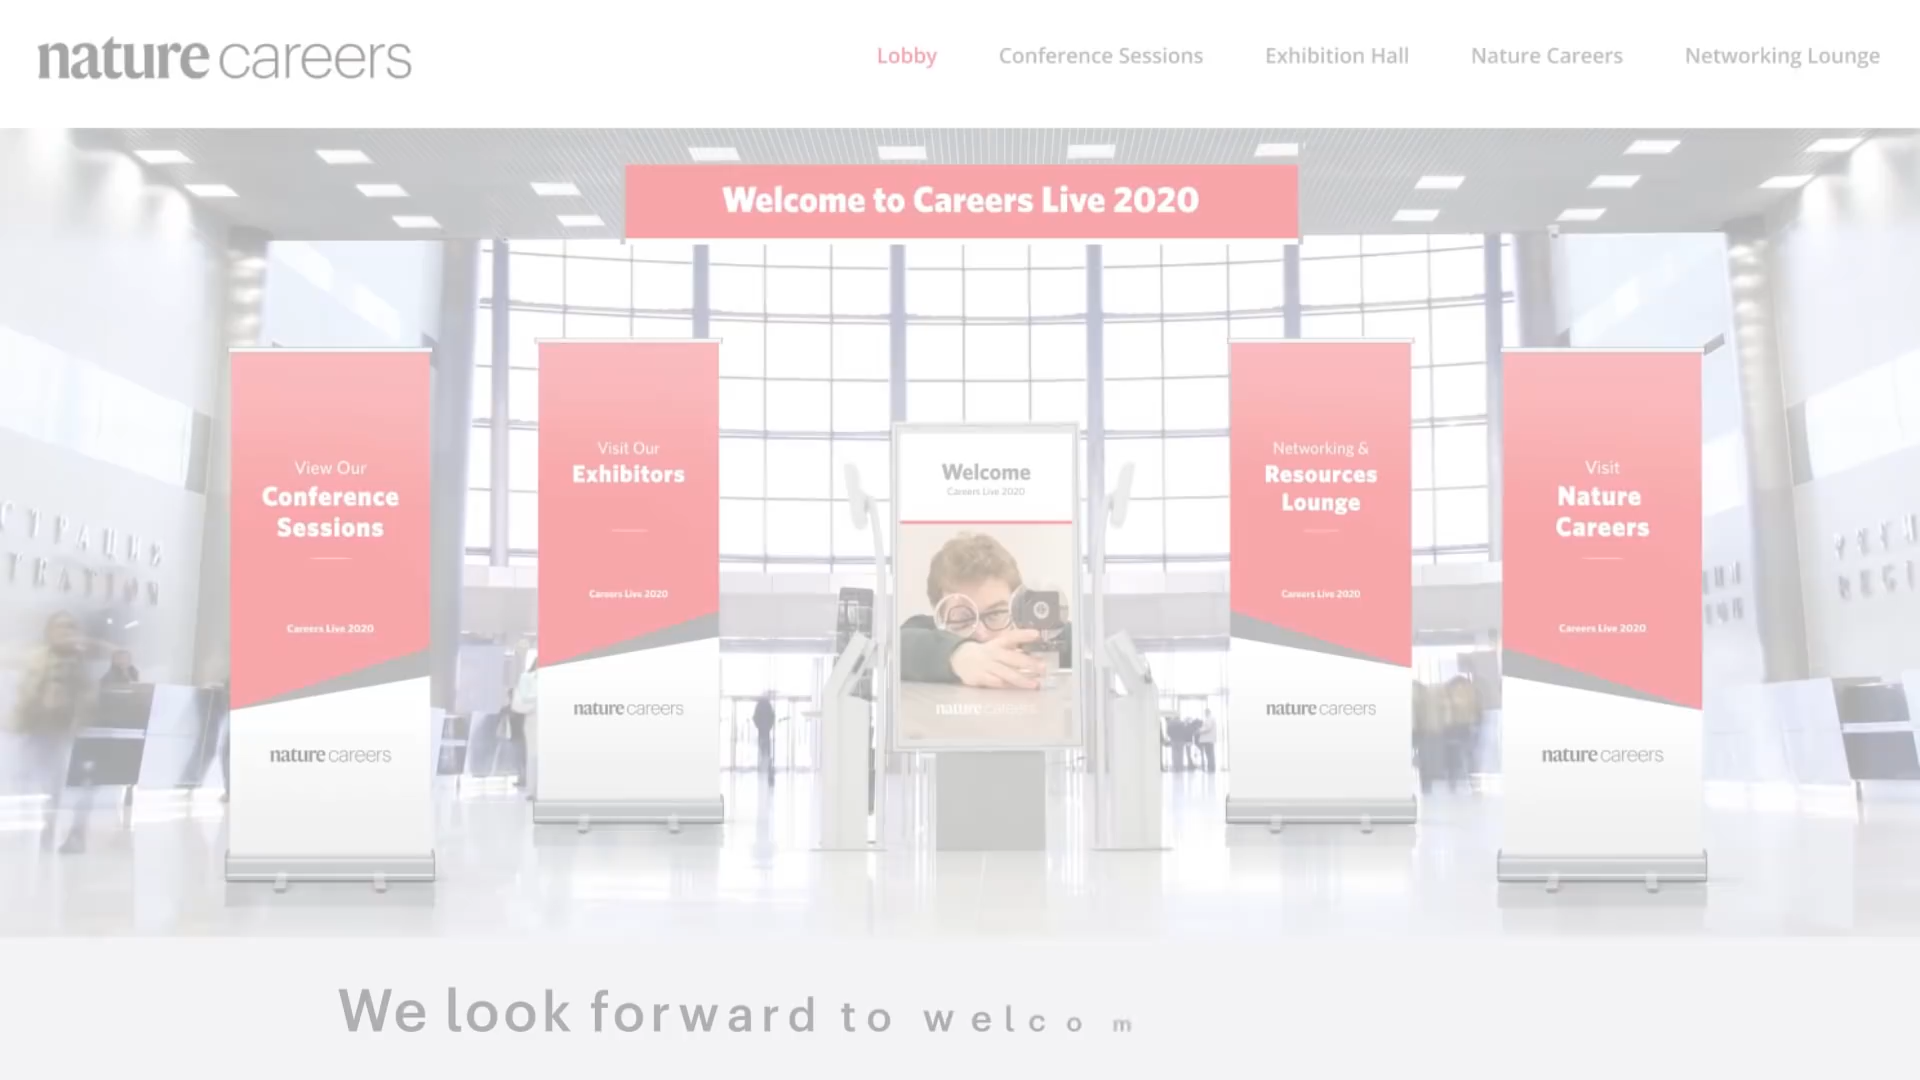 nature careers
Lobby
Conference Sessions
Exhibition Hall
Nature Careers
Networking Lounge
Welcome to Careers Live 2020
View Our
Conference
Sessions
Careers Live 2020
nature careers
Visit Our
Exhibitors
Careers Live 2020
nature careers
Welcome
Careers Live 2020
nature careers
Networking &
Resources
Lounge
Careers Live 2020
nature careers
Visit
Nature
Careers
Careers Live 2020
nature careers
We look forward to welcom